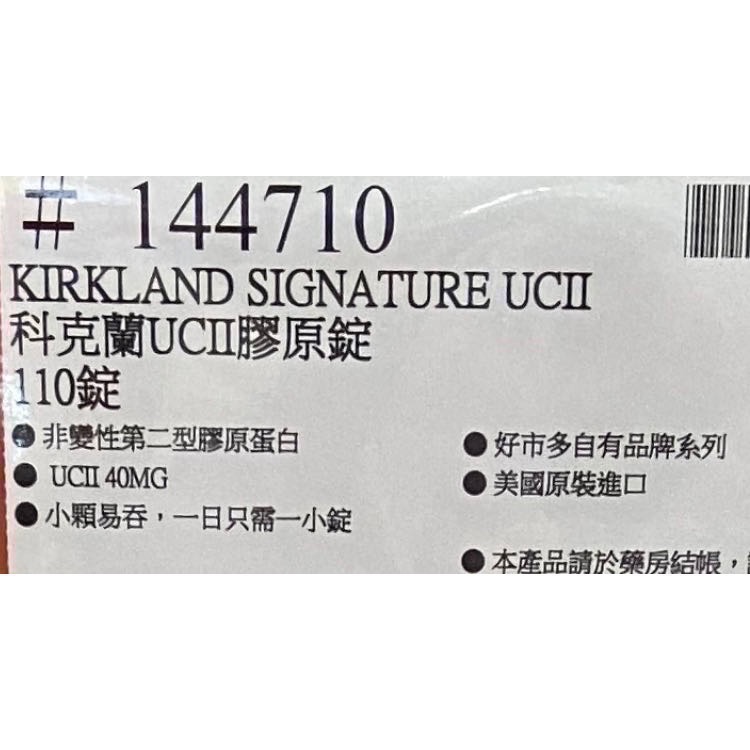 # 144710
KIRKLAND SIGNATURE UCII
科克蘭UCII膠原錠
110錠
● 非變性第二型膠原蛋白
● UCII 40MG
● 小顆易吞，一日只需一小錠
● 好市多自有品牌系列
● 美國原裝進口
● 本產品請於藥房結帳，